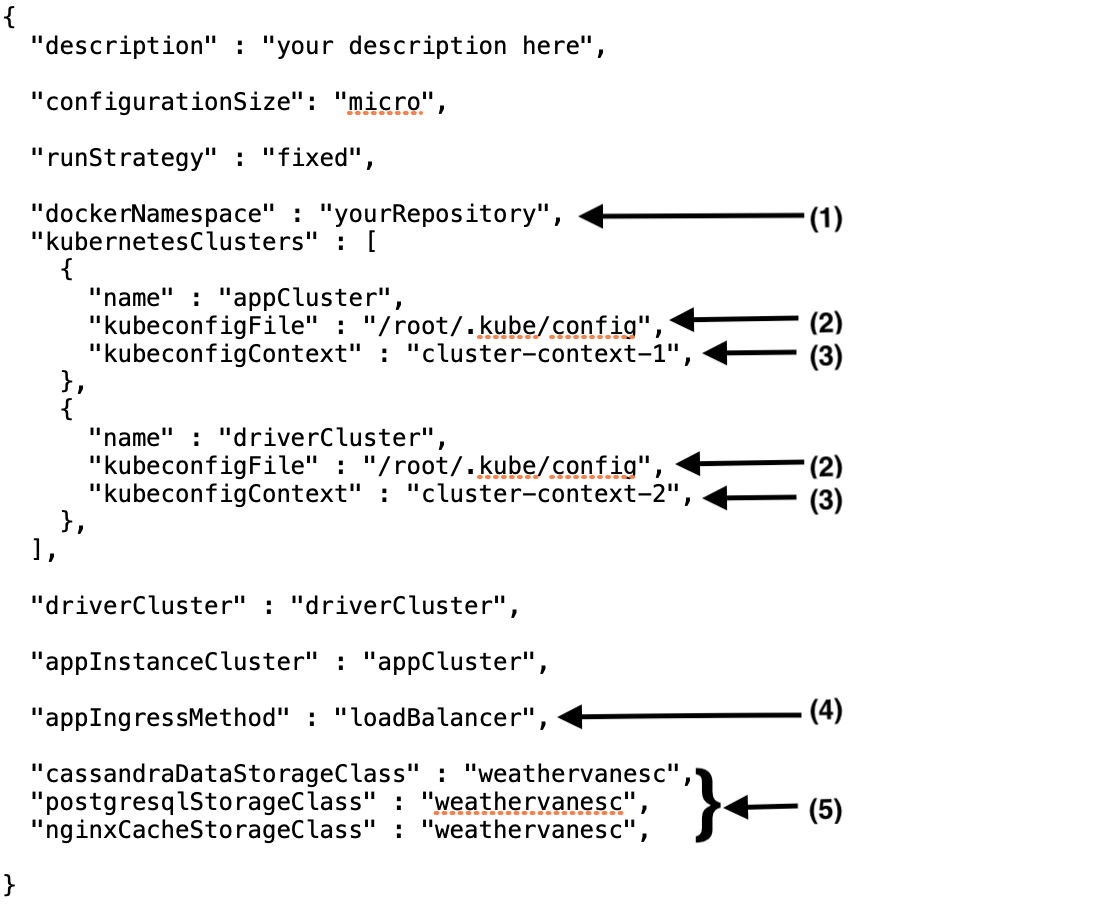 {
"description" : "your description here",
"configurationSize": "micro",
"runStrategy" : "fixed",
"dockerNamespace" : "yourRepository", (1)
"kubernetesClusters" : [
{
"name" : "appCluster",
"kubeconfigFile" : "/root/.kube/config", (2)
"kubeconfigContext" : "cluster-context-1", (3)
},
{
"name" : "driverCluster",
"kubeconfigFile" : "/root/.kube/config", (2)
"kubeconfigContext" : "cluster-context-2", (3)
},
],
"driverCluster" : "driverCluster",
"appInstanceCluster" : "appCluster",
"appIngressMethod" : "loadBalancer", (4)
"cassandraDataStorageClass" : "weathervanesc",
"postgresqlStorageClass" : "weathervanesc", } (5)
"nginxCacheStorageClass" : "weathervanesc",
}